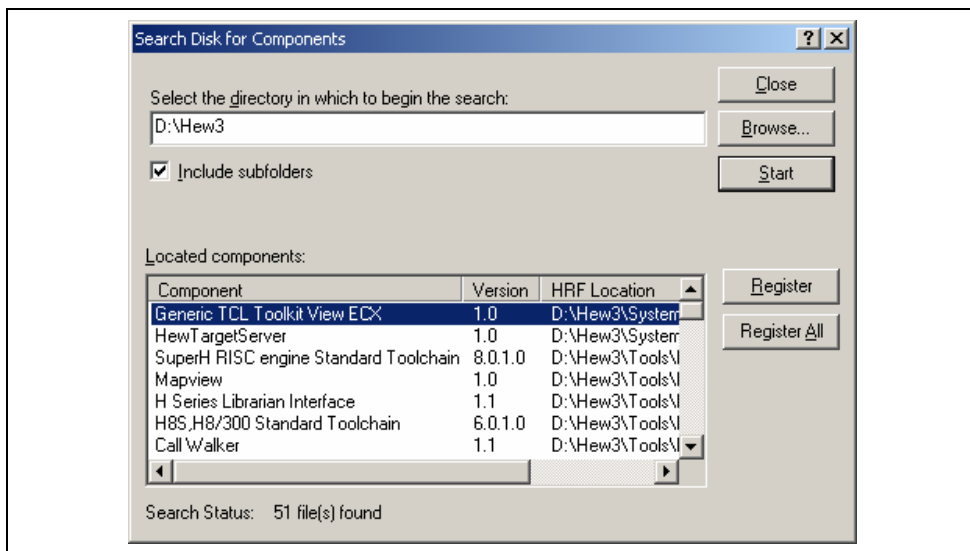 Search Disk for Components
Select the directory in which to begin the search:
D:\Hew3
Include subfolders
Close
Browse...
Start
Located components:
Component Version HRF Location
Generic TCL Toolkit View ECX 1.0 D:\Hew3\System
HewTargetServer 1.0 D:\Hew3\System
SuperH RISC engine Standard Toolchain 8.0.1.0 D:\Hew3\Tools\
Mapview 1.0 D:\Hew3\Tools\
H Series Librarian Interface 1.1 D:\Hew3\Tools\
H8S,H8/300 Standard Toolchain 6.0.1.0 D:\Hew3\Tools\
Call Walker 1.1 D:\Hew3\Tools\
Register
Register All
Search Status: 51 file(s) found